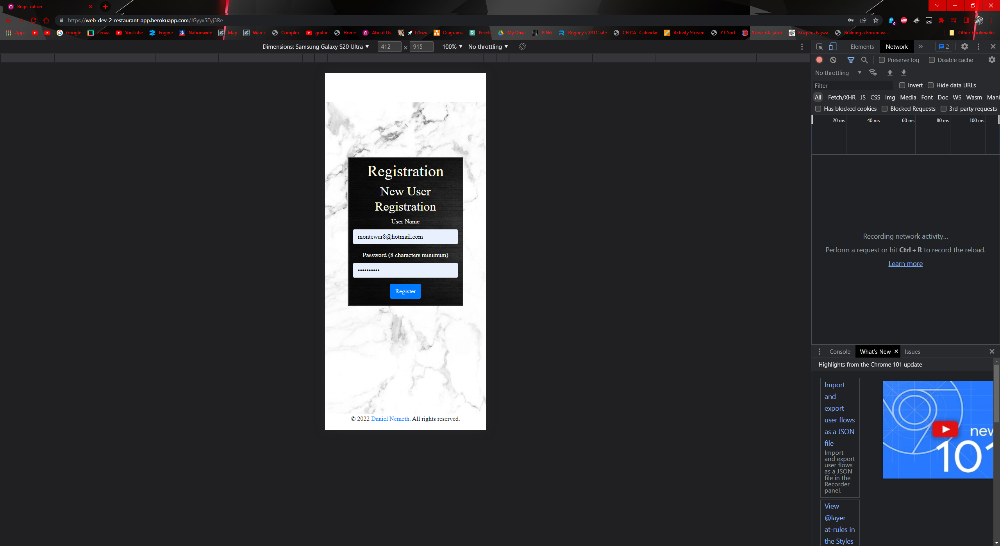 Registration
https://web-dev-2-restaurant-app.herokuapp.com/JGyyx5Eyj3Re
Apps Google Zenva YouTube Engine Nationwide Map Wares Complex guitar Home About Us b1nzy Diagrams Pexels My Drive PING Roguey's X3TC site CELCAT Calendar Activity Stream YT Sort Akasztófa játék Közpénzhajsza Building a Forum wi... Other bookmarks
Dimensions: Samsung Galaxy S20 Ultra ▼ 412 × 915 100% ▼ No throttling ▼
Elements Network 2
Preserve log Disable cache
No throttling
Filter Invert Hide data URLs
All Fetch/XHR JS CSS Img Media Font Doc WS Wasm Mani
Has blocked cookies Blocked Requests 3rd-party requests
20 ms 40 ms 60 ms 80 ms 100 ms
Recording network activity...
Perform a request or hit Ctrl + R to record the reload.
Learn more
Registration
New User
Registration
User Name
montewar8@hotmail.com
Password (8 characters minimum)
••••••••••
Register
© 2022 Daniel Nemeth. All rights reserved.
Console What's New Issues
Highlights from the Chrome 101 update
Import
and
export
user flows
as a JSON
file
Import
and export
user flows
as a JSON
file in the
Recorder
panel.
new
101
View
@layer
at-rules in
the Styles